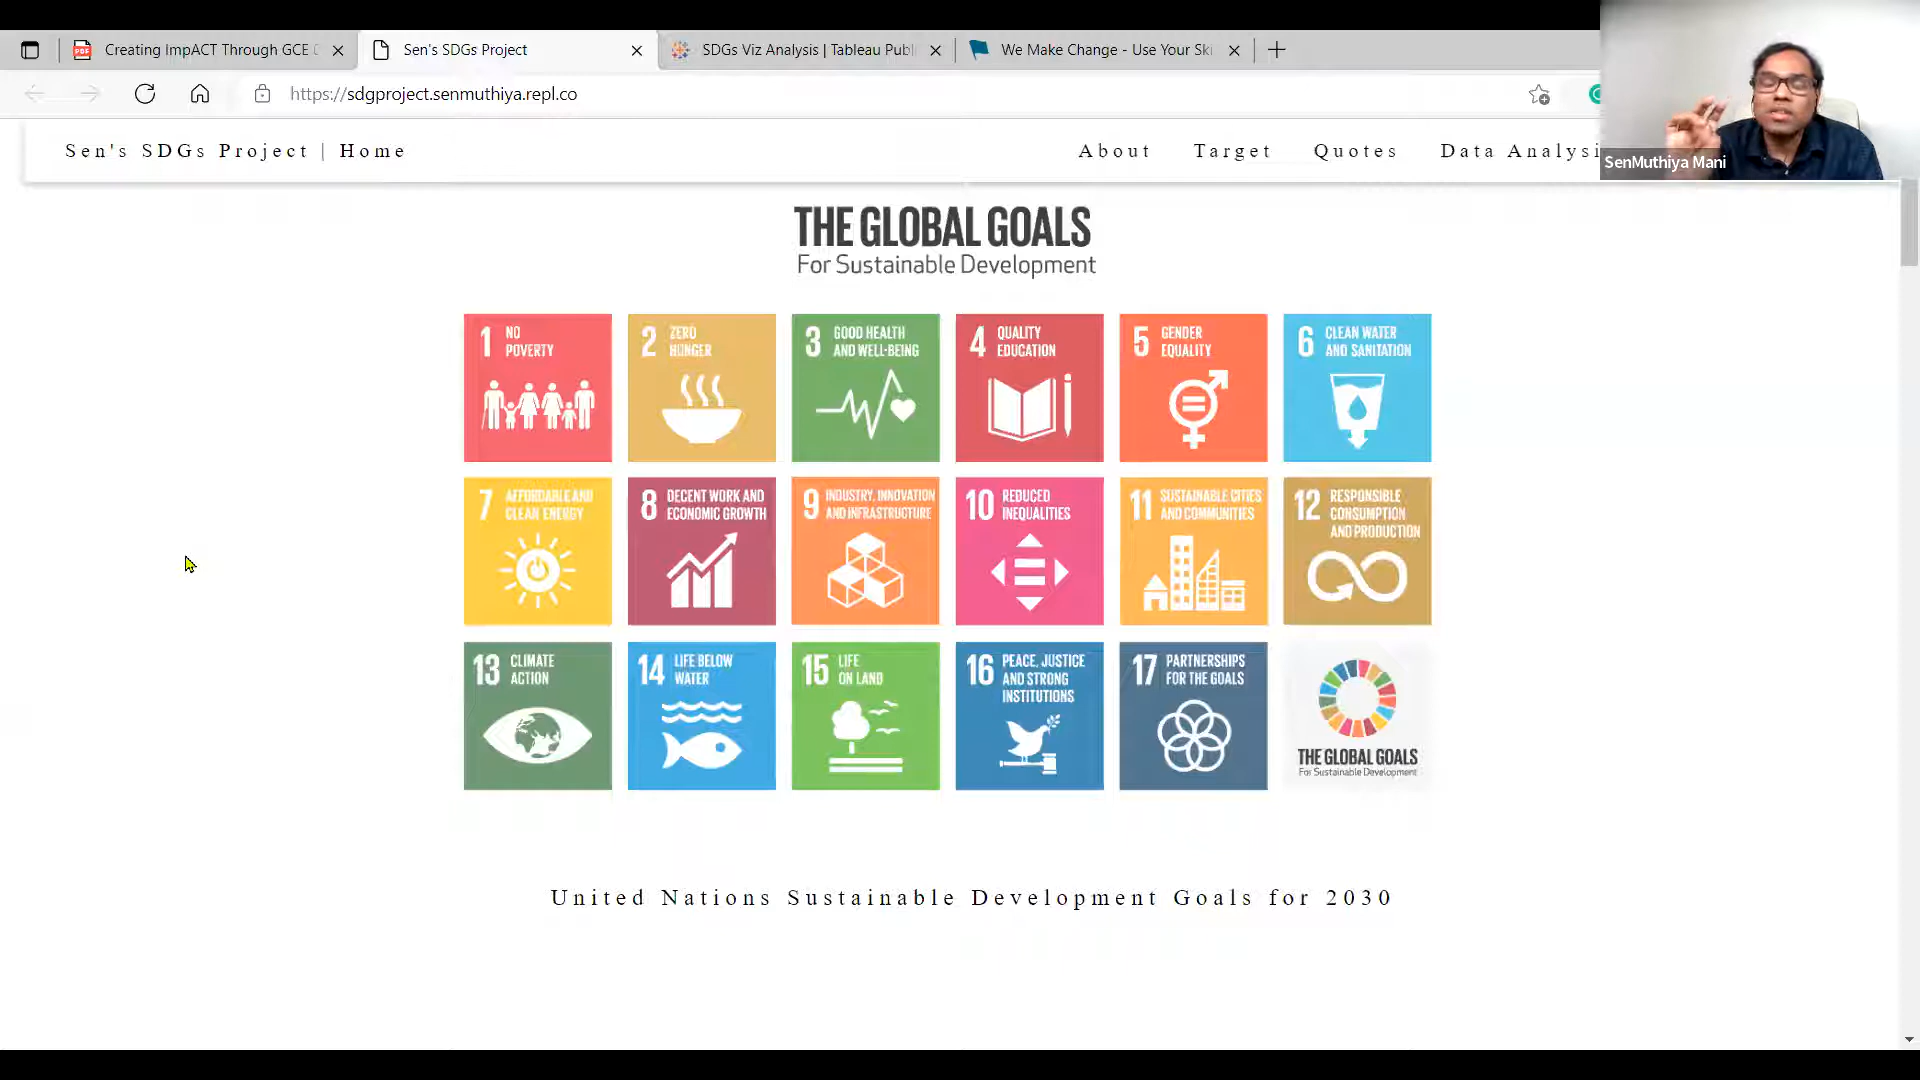 Creating ImpACT Through GCE
Sen's SDGs Project
SDGs Viz Analysis | Tableau Publ
We Make Change - Use Your Ski
https://sdgproject.senmuthiya.repl.co
SenMuthiya Mani
Sen's SDGs Project | Home
About
Target
Quotes
Data Analysi
THE GLOBAL GOALS
For Sustainable Development
1 NO
POVERTY
2 ZERO
HUNGER
3 GOOD HEALTH
AND WELL-BEING
4 QUALITY
EDUCATION
5 GENDER
EQUALITY
6 CLEAN WATER
AND SANITATION
7 AFFORDABLE AND
CLEAN ENERGY
8 DECENT WORK AND
ECONOMIC GROWTH
9 INDUSTRY, INNOVATION
AND INFRASTRUCTURE
10 REDUCED
INEQUALITIES
11 SUSTAINABLE CITIES
AND COMMUNITIES
12 RESPONSIBLE
CONSUMPTION
AND PRODUCTION
13 CLIMATE
ACTION
14 LIFE BELOW
WATER
15 LIFE
ON LAND
16 PEACE, JUSTICE
AND STRONG
INSTITUTIONS
17 PARTNERSHIPS
FOR THE GOALS
THE GLOBAL GOALS
For Sustainable Development
United Nations Sustainable Development Goals for 2030